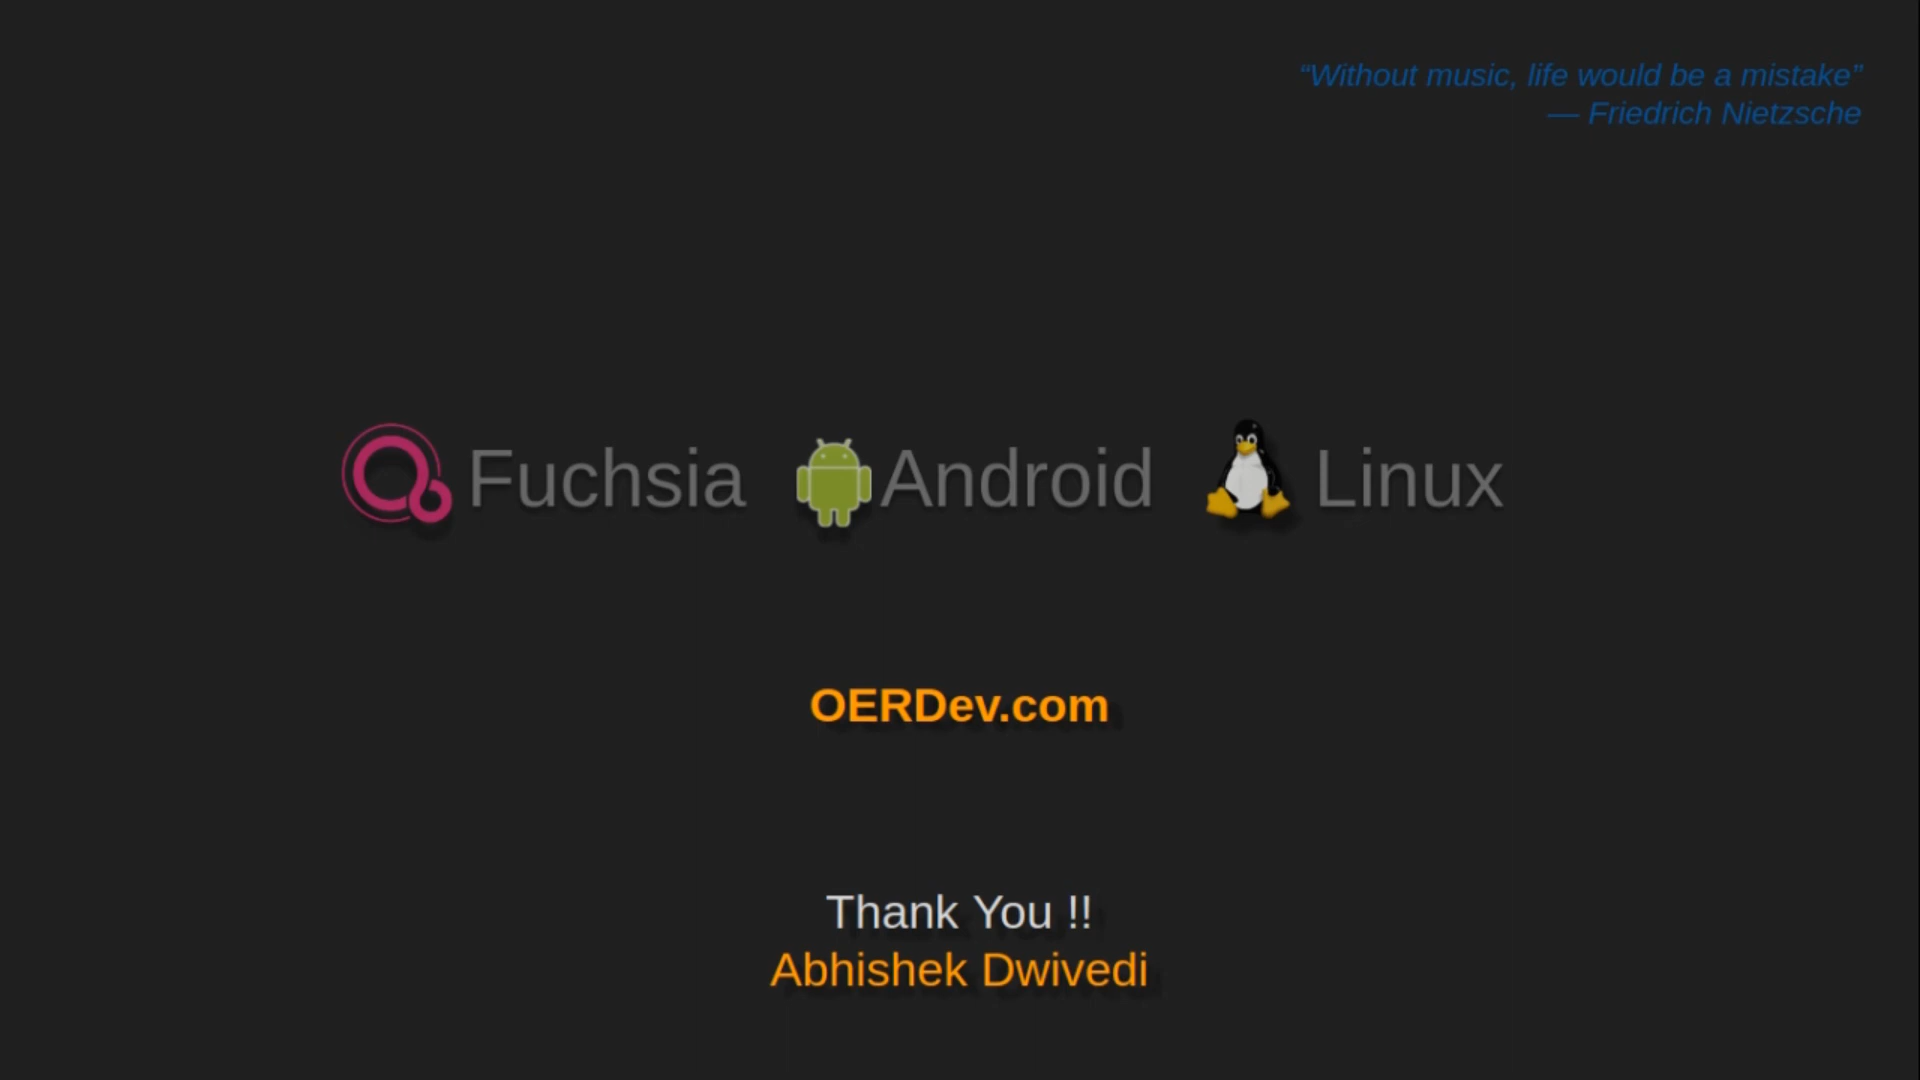 “Without music, life would be a mistake”
— Friedrich Nietzsche
Fuchsia Android Linux
OERDev.com
Thank You !!
Abhishek Dwivedi